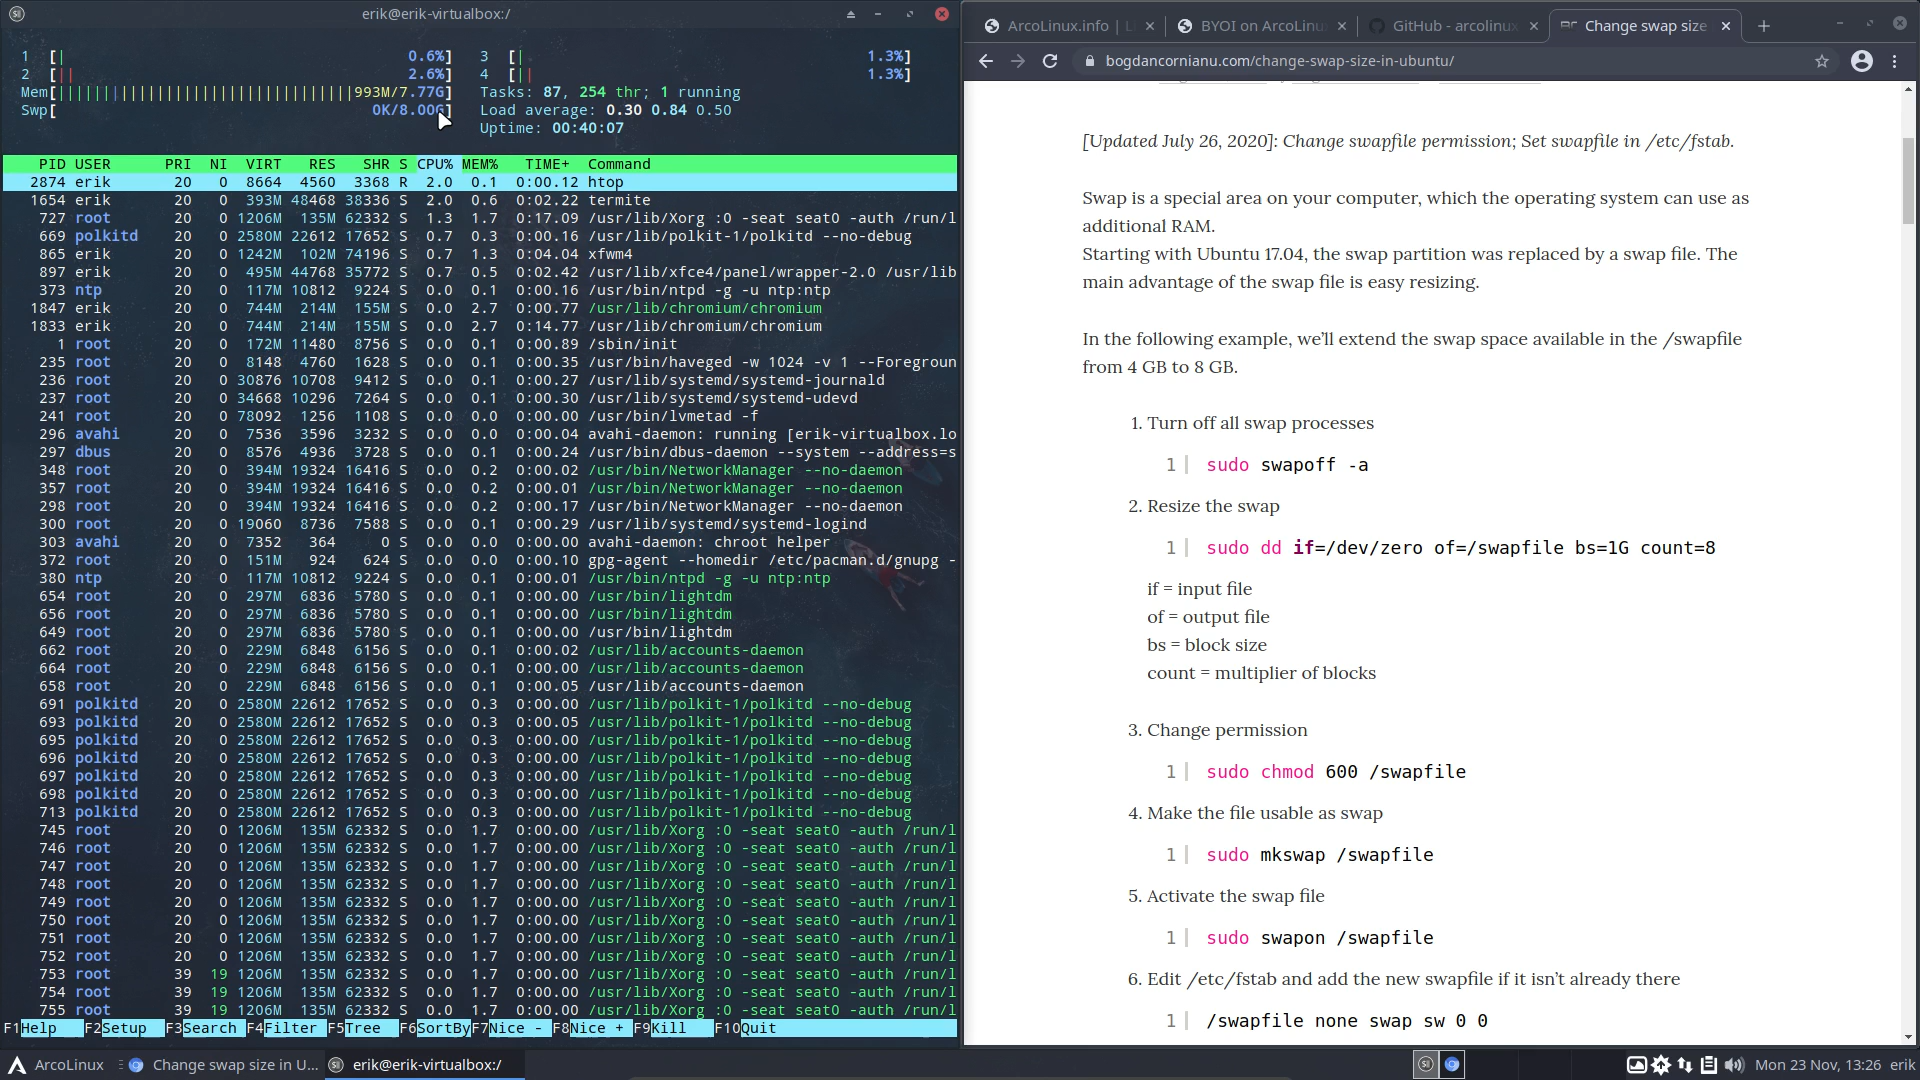 erik@erik-virtualbox:/
1 [| 0.6%] 3 [| 1.3%]
2 [|| 2.6%] 4 [|| 1.3%]
Mem[|||||||||||||||||||||||||||||||||993M/7.77G] Tasks: 87, 254 thr; 1 running
Swp[ 0K/8.00G] Load average: 0.30 0.84 0.50
Uptime: 00:40:07
PID USER PRI NI VIRT RES SHR S CPU% MEM% TIME+ Command
2874 erik 20 0 8664 4560 3368 R 2.0 0.1 0:00.12 htop
1654 erik 20 0 393M 48468 38336 S 2.0 0.6 0:02.22 termite
727 root 20 0 1206M 135M 62332 S 1.3 1.7 0:17.09 /usr/lib/Xorg :0 -seat seat0 -auth /run/l
669 polkitd 20 0 2580M 22612 17652 S 0.7 0.3 0:00.16 /usr/lib/polkit-1/polkitd --no-debug
865 erik 20 0 1242M 102M 74196 S 0.7 1.3 0:04.04 xfwm4
897 erik 20 0 495M 44768 35772 S 0.7 0.5 0:02.42 /usr/lib/xfce4/panel/wrapper-2.0 /usr/lib
373 ntp 20 0 117M 10812 9224 S 0.0 0.1 0:00.16 /usr/bin/ntpd -g -u ntp:ntp
1847 erik 20 0 744M 214M 155M S 0.0 2.7 0:00.77 /usr/lib/chromium/chromium
1833 erik 20 0 744M 214M 155M S 0.0 2.7 0:14.77 /usr/lib/chromium/chromium
1 root 20 0 172M 11480 8756 S 0.0 0.1 0:00.89 /sbin/init
235 root 20 0 8148 4760 1628 S 0.0 0.1 0:00.35 /usr/bin/haveged -w 1024 -v 1 --Foregroun
236 root 20 0 30876 10708 9412 S 0.0 0.1 0:00.27 /usr/lib/systemd/systemd-journald
237 root 20 0 34668 10296 7264 S 0.0 0.1 0:00.30 /usr/lib/systemd/systemd-udevd
241 root 20 0 78092 1256 1108 S 0.0 0.0 0:00.00 /usr/bin/lvmetad -f
296 avahi 20 0 7536 3596 3232 S 0.0 0.0 0:00.04 avahi-daemon: running [erik-virtualbox.lo
297 dbus 20 0 8576 4936 3728 S 0.0 0.1 0:00.24 /usr/bin/dbus-daemon --system --address=s
348 root 20 0 394M 19324 16416 S 0.0 0.2 0:00.02 /usr/bin/NetworkManager --no-daemon
357 root 20 0 394M 19324 16416 S 0.0 0.2 0:00.01 /usr/bin/NetworkManager --no-daemon
298 root 20 0 394M 19324 16416 S 0.0 0.2 0:00.17 /usr/bin/NetworkManager --no-daemon
300 root 20 0 19060 8736 7588 S 0.0 0.1 0:00.29 /usr/lib/systemd/systemd-logind
303 avahi 20 0 7352 364 0 S 0.0 0.0 0:00.00 avahi-daemon: chroot helper
372 root 20 0 151M 924 624 S 0.0 0.0 0:00.10 gpg-agent --homedir /etc/pacman.d/gnupg -
380 ntp 20 0 117M 10812 9224 S 0.0 0.1 0:00.01 /usr/bin/ntpd -g -u ntp:ntp
654 root 20 0 297M 6836 5780 S 0.0 0.1 0:00.00 /usr/bin/lightdm
656 root 20 0 297M 6836 5780 S 0.0 0.1 0:00.00 /usr/bin/lightdm
649 root 20 0 297M 6836 5780 S 0.0 0.1 0:00.00 /usr/bin/lightdm
662 root 20 0 229M 6848 6156 S 0.0 0.1 0:00.02 /usr/lib/accounts-daemon
664 root 20 0 229M 6848 6156 S 0.0 0.1 0:00.00 /usr/lib/accounts-daemon
658 root 20 0 229M 6848 6156 S 0.0 0.1 0:00.05 /usr/lib/accounts-daemon
691 polkitd 20 0 2580M 22612 17652 S 0.0 0.3 0:00.00 /usr/lib/polkit-1/polkitd --no-debug
693 polkitd 20 0 2580M 22612 17652 S 0.0 0.3 0:00.05 /usr/lib/polkit-1/polkitd --no-debug
695 polkitd 20 0 2580M 22612 17652 S 0.0 0.3 0:00.00 /usr/lib/polkit-1/polkitd --no-debug
696 polkitd 20 0 2580M 22612 17652 S 0.0 0.3 0:00.00 /usr/lib/polkit-1/polkitd --no-debug
697 polkitd 20 0 2580M 22612 17652 S 0.0 0.3 0:00.00 /usr/lib/polkit-1/polkitd --no-debug
698 polkitd 20 0 2580M 22612 17652 S 0.0 0.3 0:00.00 /usr/lib/polkit-1/polkitd --no-debug
713 polkitd 20 0 2580M 22612 17652 S 0.0 0.3 0:00.00 /usr/lib/polkit-1/polkitd --no-debug
745 root 20 0 1206M 135M 62332 S 0.0 1.7 0:00.00 /usr/lib/Xorg :0 -seat seat0 -auth /run/l
746 root 20 0 1206M 135M 62332 S 0.0 1.7 0:00.00 /usr/lib/Xorg :0 -seat seat0 -auth /run/l
747 root 20 0 1206M 135M 62332 S 0.0 1.7 0:00.00 /usr/lib/Xorg :0 -seat seat0 -auth /run/l
748 root 20 0 1206M 135M 62332 S 0.0 1.7 0:00.00 /usr/lib/Xorg :0 -seat seat0 -auth /run/l
749 root 20 0 1206M 135M 62332 S 0.0 1.7 0:00.00 /usr/lib/Xorg :0 -seat seat0 -auth /run/l
750 root 20 0 1206M 135M 62332 S 0.0 1.7 0:00.00 /usr/lib/Xorg :0 -seat seat0 -auth /run/l
751 root 20 0 1206M 135M 62332 S 0.0 1.7 0:00.00 /usr/lib/Xorg :0 -seat seat0 -auth /run/l
752 root 20 0 1206M 135M 62332 S 0.0 1.7 0:00.00 /usr/lib/Xorg :0 -seat seat0 -auth /run/l
753 root 39 19 1206M 135M 62332 S 0.0 1.7 0:00.00 /usr/lib/Xorg :0 -seat seat0 -auth /run/l
754 root 39 19 1206M 135M 62332 S 0.0 1.7 0:00.00 /usr/lib/Xorg :0 -seat seat0 -auth /run/l
755 root 39 19 1206M 135M 62332 S 0.0 1.7 0:00.00 /usr/lib/Xorg :0 -seat seat0 -auth /run/l
F1Help F2Setup F3Search F4Filter F5Tree F6SortBy F7Nice - F8Nice + F9Kill F10Quit
ArcoLinux.info | L BYOI on ArcoLinu GitHub - arcolinux Change swap size
bogdancornianu.com/change-swap-size-in-ubuntu/
[Updated July 26, 2020]: Change swapfile permission; Set swapfile in /etc/fstab.
Swap is a special area on your computer, which the operating system can use as
additional RAM.
Starting with Ubuntu 17.04, the swap partition was replaced by a swap file. The
main advantage of the swap file is easy resizing.
In the following example, we’ll extend the swap space available in the /swapfile
from 4 GB to 8 GB.
1. Turn off all swap processes
1 sudo swapoff -a
2. Resize the swap
1 sudo dd if=/dev/zero of=/swapfile bs=1G count=8
if = input file
of = output file
bs = block size
count = multiplier of blocks
3. Change permission
1 sudo chmod 600 /swapfile
4. Make the file usable as swap
1 sudo mkswap /swapfile
5. Activate the swap file
1 sudo swapon /swapfile
6. Edit /etc/fstab and add the new swapfile if it isn’t already there
1 /swapfile none swap sw 0 0
ArcoLinux Change swap size in U... erik@erik-virtualbox:/ Mon 23 Nov, 13:26 erik